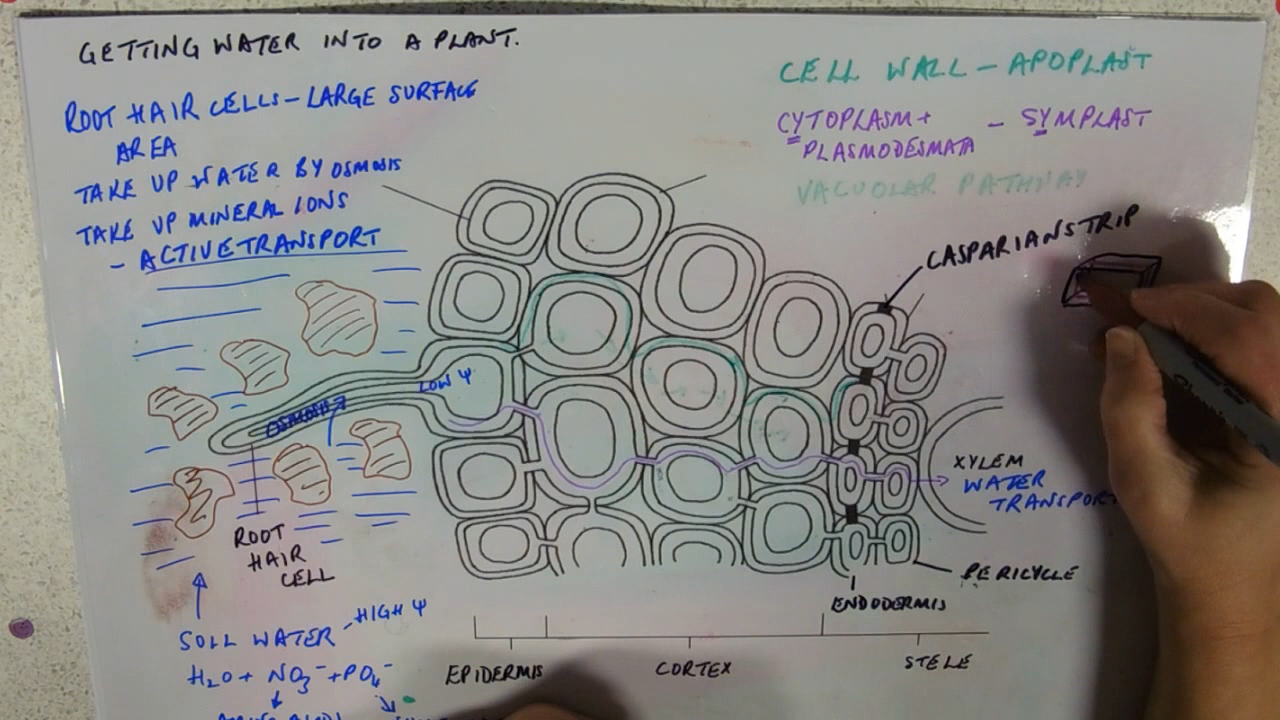 GETTING WATER INTO A PLANT.
ROOT HAIR CELLS - LARGE SURFACE
AREA
TAKE UP WATER BY OSMOSIS
TAKE UP MINERAL IONS
- ACTIVE TRANSPORT
CELL WALL - APOPLAST
CYTOPLASM + - SYMPLAST
PLASMODESMATA
VACUOLAR PATHWAY
CASPARIAN STRIP
LOW Ψ
OSMOSIS
XYLEM
WATER
TRANSPORT
ROOT
HAIR
CELL
PERICYCLE
ENDODERMIS
SOIL WATER - HIGH Ψ
H2O + NO3- + PO4-
EPIDERMIS
CORTEX
STELE